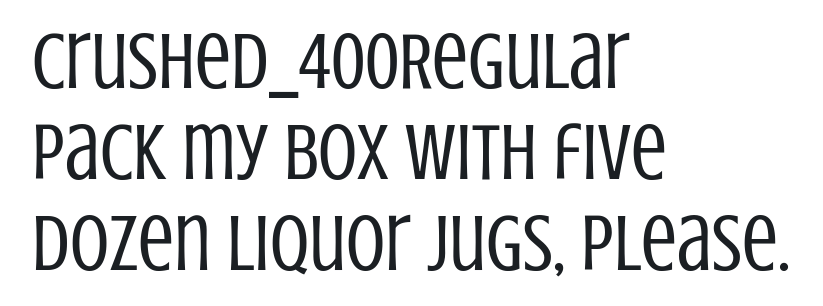 Crushed_400Regular
Pack my box with five
dozen liquor jugs, please.